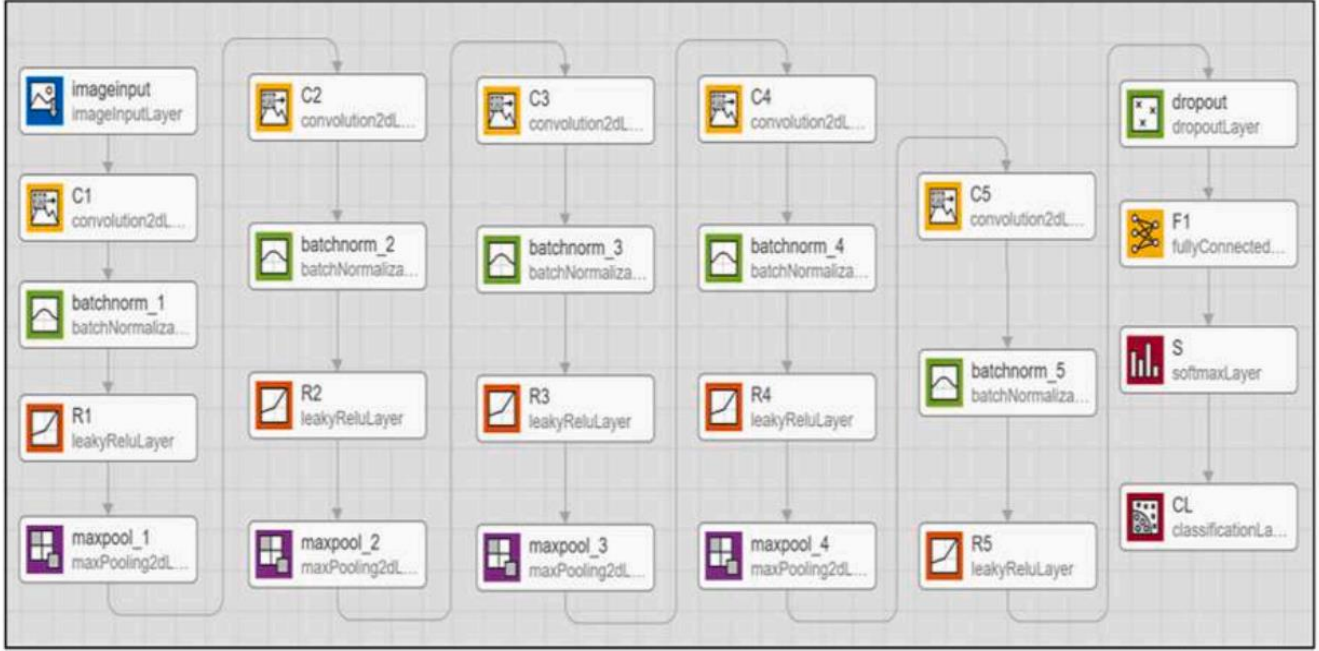 imageinput
imageInputLayer
C1
convolution2dL...
batchnorm_1
batchNormaliza...
R1
leakyReluLayer
maxpool_1
maxPooling2dL...
C2
convolution2dL...
batchnorm_2
batchNormaliza...
R2
leakyReluLayer
maxpool_2
maxPooling2dL...
C3
convolution2dL...
batchnorm_3
batchNormaliza...
R3
leakyReluLayer
maxpool_3
maxPooling2dL...
C4
convolution2dL...
batchnorm_4
batchNormaliza...
R4
leakyReluLayer
maxpool_4
maxPooling2dL...
C5
convolution2dL...
batchnorm_5
batchNormaliza...
R5
leakyReluLayer
dropout
dropoutLayer
F1
fullyConnected...
S
softmaxLayer
CL
classificationLa...